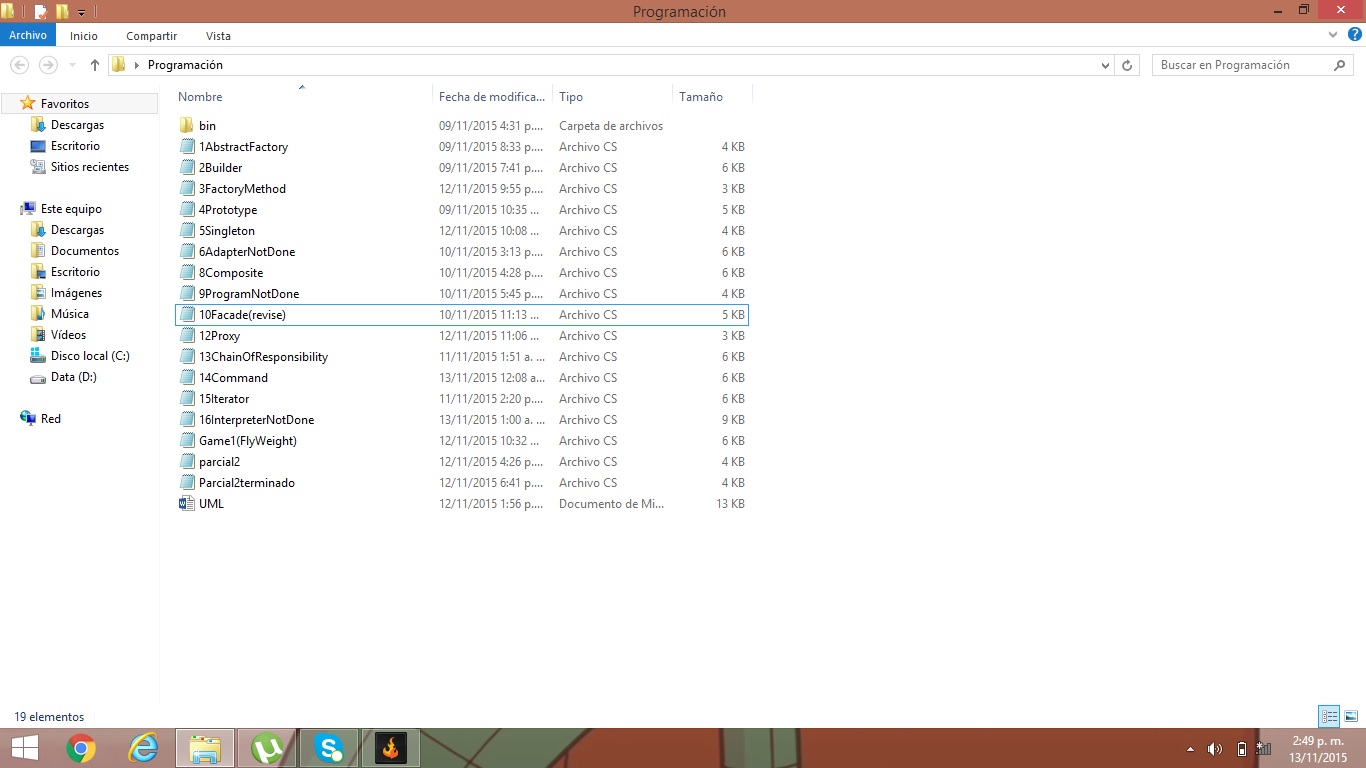 Programación
Archivo Inicio Compartir Vista
Programación Buscar en Programación
Nombre Fecha de modifica... Tipo Tamaño
Favoritos
Descargas
Escritorio
Sitios recientes
Este equipo
Descargas
Documentos
Escritorio
Imágenes
Música
Vídeos
Disco local (C:)
Data (D:)
Red
bin 09/11/2015 4:31 p.... Carpeta de archivos
1AbstractFactory 09/11/2015 8:33 p.... Archivo CS 4 KB
2Builder 09/11/2015 7:41 p.... Archivo CS 6 KB
3FactoryMethod 12/11/2015 9:55 p.... Archivo CS 3 KB
4Prototype 09/11/2015 10:35 ... Archivo CS 5 KB
5Singleton 12/11/2015 10:08 ... Archivo CS 4 KB
6AdapterNotDone 10/11/2015 3:13 p.... Archivo CS 6 KB
8Composite 10/11/2015 4:28 p.... Archivo CS 6 KB
9ProgramNotDone 10/11/2015 5:45 p.... Archivo CS 4 KB
10Facade(revise) 10/11/2015 11:13 ... Archivo CS 5 KB
12Proxy 12/11/2015 11:06 ... Archivo CS 3 KB
13ChainOfResponsibility 11/11/2015 1:51 a. ... Archivo CS 6 KB
14Command 13/11/2015 12:08 a... Archivo CS 6 KB
15Iterator 11/11/2015 2:20 p.... Archivo CS 6 KB
16InterpreterNotDone 13/11/2015 1:00 a. ... Archivo CS 9 KB
Game1(FlyWeight) 12/11/2015 10:32 ... Archivo CS 6 KB
parcial2 12/11/2015 4:26 p.... Archivo CS 4 KB
Parcial2terminado 12/11/2015 6:41 p.... Archivo CS 4 KB
UML 12/11/2015 1:56 p.... Documento de Mi... 13 KB
19 elementos
2:49 p. m.
13/11/2015